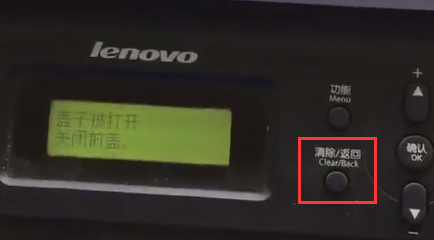 lenovo
盖子被打开
关闭前盖.
功能
Menu
清除/返回
Clear/Back
+
确认
OK
−